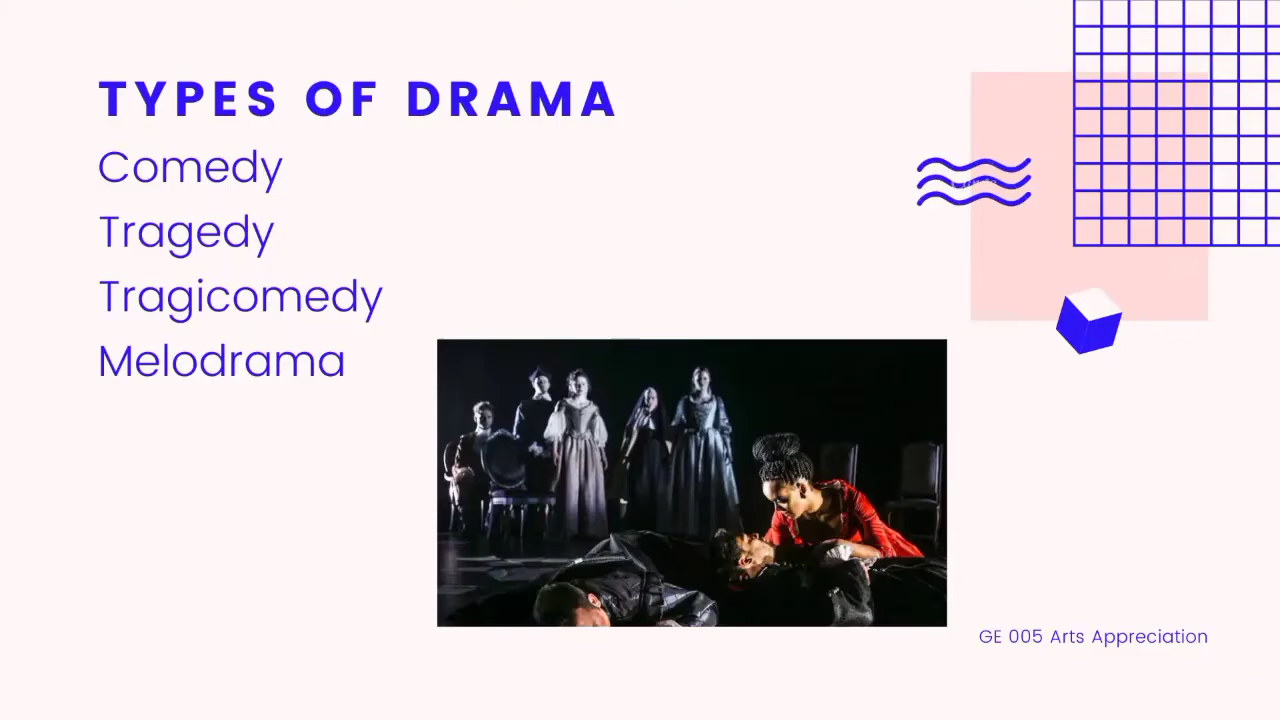 TYPES OF DRAMA
Comedy
Tragedy
Tragicomedy
Melodrama
GE 005 Arts Appreciation